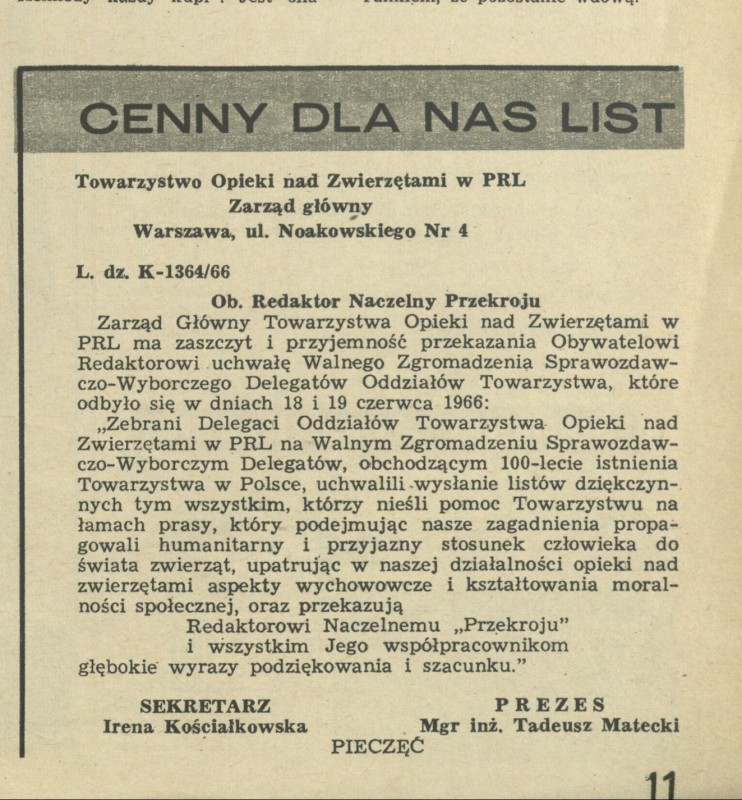 CENNY DLA NAS LIST
Towarzystwo Opieki nad Zwierzętami w PRL
Zarząd główny
Warszawa, ul. Noakowskiego Nr 4
L. dz. K-1364/66
Ob. Redaktor Naczelny Przekroju
Zarząd Główny Towarzystwa Opieki nad Zwierzętami w
PRL ma zaszczyt i przyjemność przekazania Obywatelowi
Redaktorowi uchwałę Walnego Zgromadzenia Sprawozdaw-
czo-Wyborczego Delegatów Oddziałów Towarzystwa, które
odbyło się w dniach 18 i 19 czerwca 1966:
„Zebrani Delegaci Oddziałów Towarzystwa Opieki nad
Zwierzętami w PRL na Walnym Zgromadzeniu Sprawozdaw-
czo-Wyborczym Delegatów, obchodzącym 100-lecie istnienia
Towarzystwa w Polsce, uchwalili wysłanie listów dziękczyn-
nych tym wszystkim, którzy nieśli pomoc Towarzystwu na
łamach prasy, który podejmując nasze zagadnienia propa-
gowali humanitarny i przyjazny stosunek człowieka do
świata zwierząt, upatrując w naszej działalności opieki nad
zwierzętami aspekty wychowowcze i kształtowania moral-
ności społecznej, oraz przekazują
Redaktorowi Naczelnemu „Przekroju”
i wszystkim Jego współpracownikom
głębokie wyrazy podziękowania i szacunku.”
SEKRETARZ
Irena Kościałkowska
PREZES
Mgr inż. Tadeusz Matecki
PIECZĘĆ
11